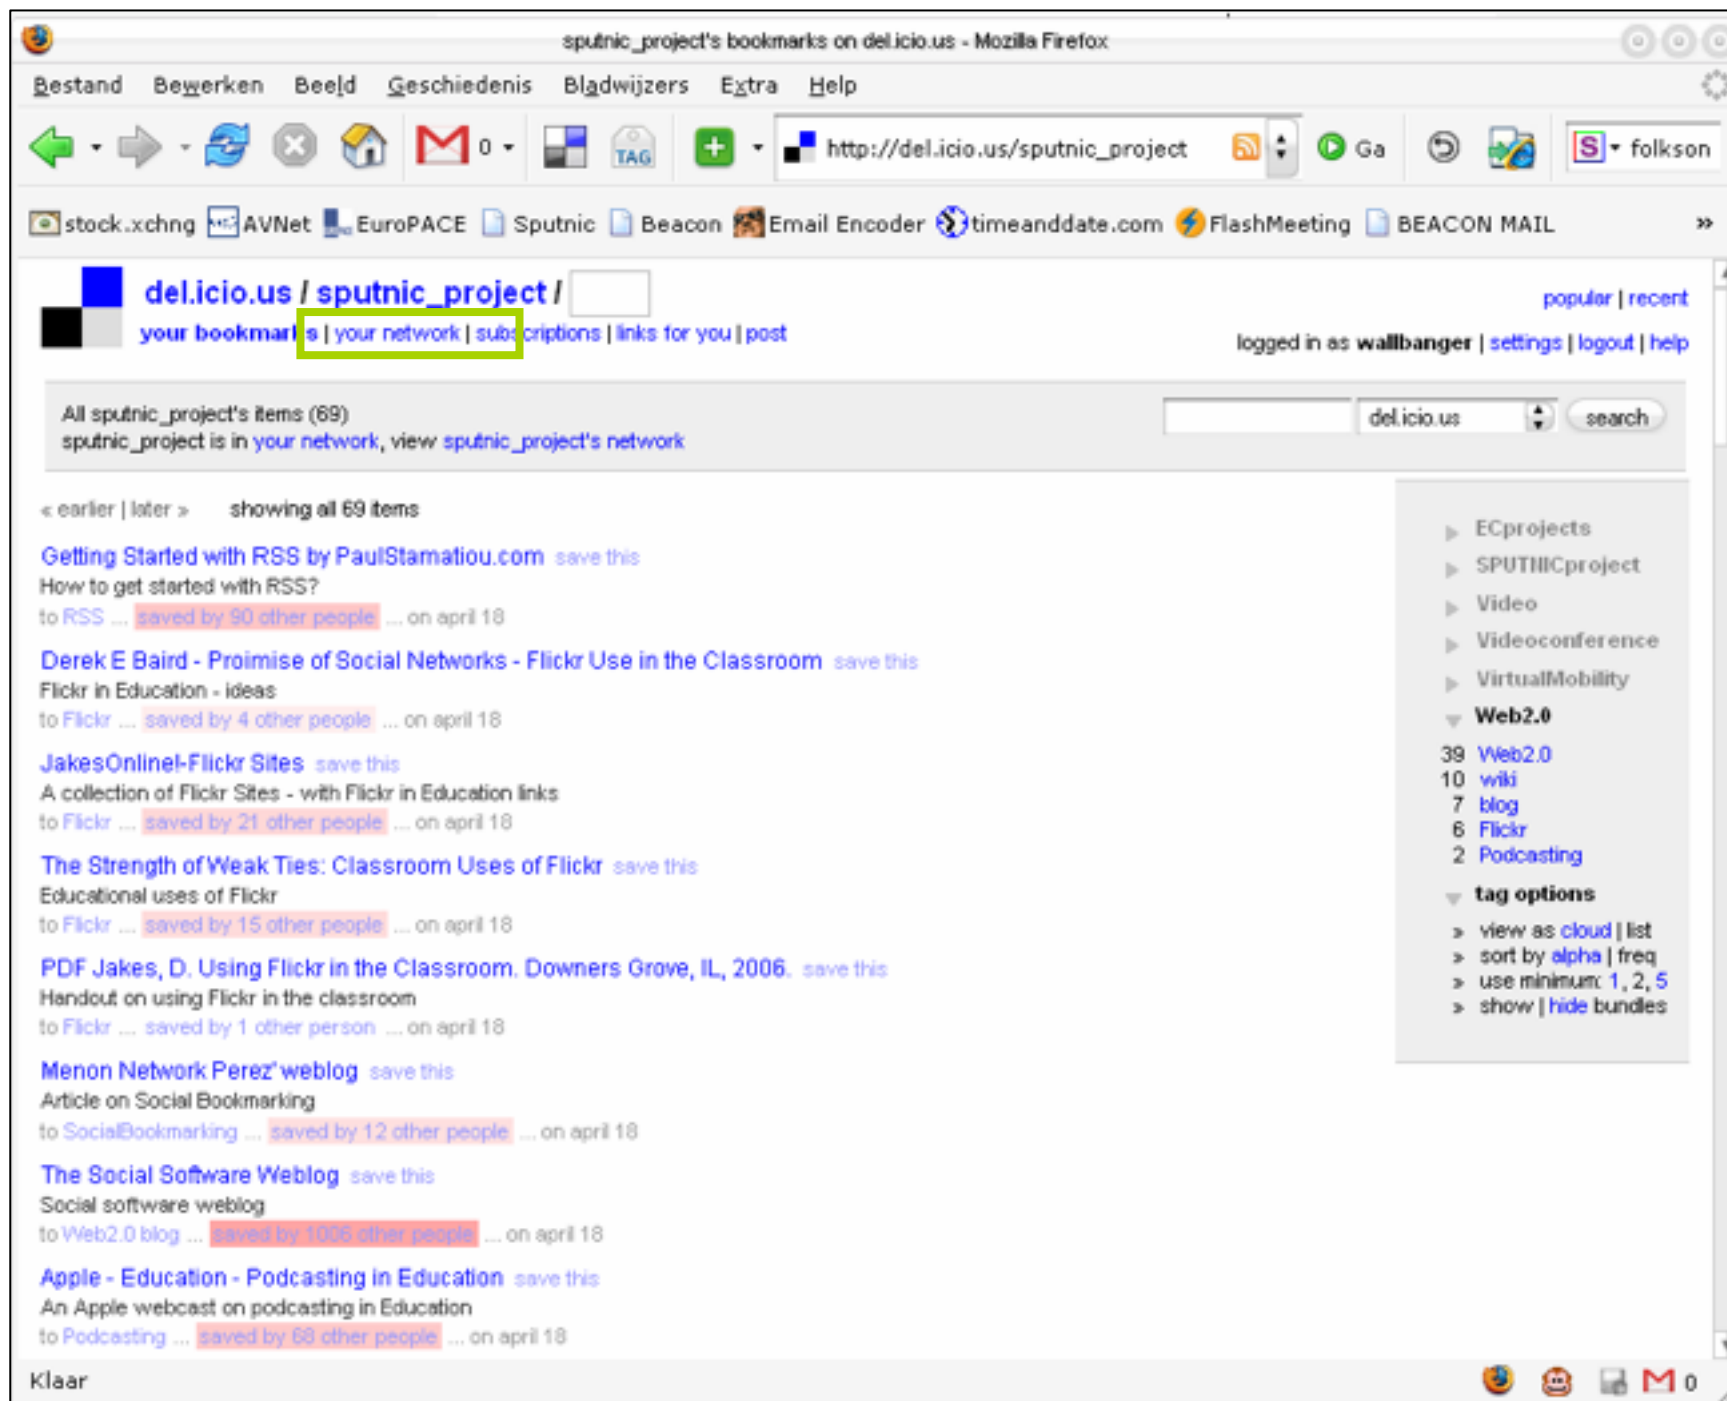 sputnic_project's bookmarks on del.icio.us - Mozilla Firefox
Bestand Bewerken Beeld Geschiedenis Bladwijzers Extra Help
0 TAG http://del.icio.us/sputnic_project Ga S folkson
stock.xchng AVNet EuroPACE Sputnic Beacon Email Encoder timeanddate.com FlashMeeting BEACON MAIL »
del.icio.us / sputnic_project /
popular | recent
your bookmarks | your network | subscriptions | links for you | post
logged in as wallbanger | settings | logout | help
All sputnic_project's items (69)
sputnic_project is in your network, view sputnic_project's network
del.icio.us search
« earlier | later » showing all 69 items
Getting Started with RSS by PaulStamatiou.com save this
How to get started with RSS?
to RSS ... saved by 90 other people ... on april 18
Derek E Baird - Proimise of Social Networks - Flickr Use in the Classroom save this
Flickr in Education - ideas
to Flickr ... saved by 4 other people ... on april 18
JakesOnline!-Flickr Sites save this
A collection of Flickr Sites - with Flickr in Education links
to Flickr ... saved by 21 other people ... on april 18
The Strength of Weak Ties: Classroom Uses of Flickr save this
Educational uses of Flickr
to Flickr ... saved by 15 other people ... on april 18
PDF Jakes, D. Using Flickr in the Classroom. Downers Grove, IL, 2006. save this
Handout on using Flickr in the classroom
to Flickr ... saved by 1 other person ... on april 18
Menon Network Perez' weblog save this
Article on Social Bookmarking
to SocialBookmarking ... saved by 12 other people ... on april 18
The Social Software Weblog save this
Social software weblog
to Web2.0 blog ... saved by 1006 other people ... on april 18
Apple - Education - Podcasting in Education save this
An Apple webcast on podcasting in Education
to Podcasting ... saved by 68 other people ... on april 18
ECprojects
SPUTNICproject
Video
Videoconference
VirtualMobility
Web2.0
39 Web2.0
10 wiki
7 blog
6 Flickr
2 Podcasting
tag options
» view as cloud | list
» sort by alpha | freq
» use minimum: 1, 2, 5
» show | hide bundles
Klaar
0